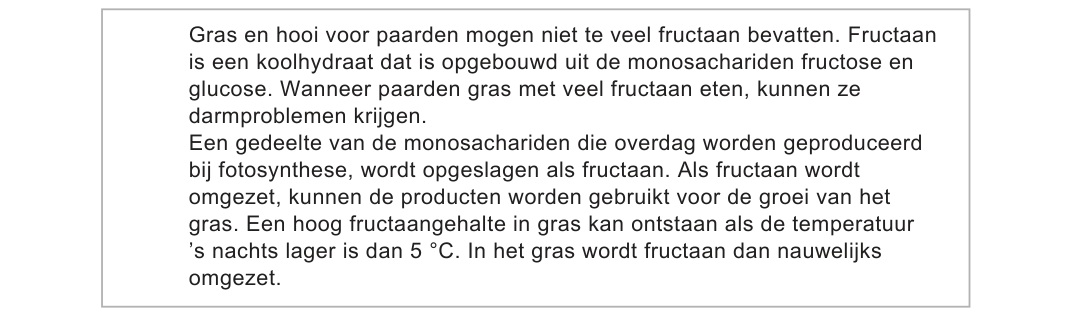 Gras en hooi voor paarden mogen niet te veel fructaan bevatten. Fructaan
is een koolhydraat dat is opgebouwd uit de monosachariden fructose en
glucose. Wanneer paarden gras met veel fructaan eten, kunnen ze
darmproblemen krijgen.
Een gedeelte van de monosachariden die overdag worden geproduceerd
bij fotosynthese, wordt opgeslagen als fructaan. Als fructaan wordt
omgezet, kunnen de producten worden gebruikt voor de groei van het
gras. Een hoog fructaangehalte in gras kan ontstaan als de temperatuur
’s nachts lager is dan 5 °C. In het gras wordt fructaan dan nauwelijks
omgezet.